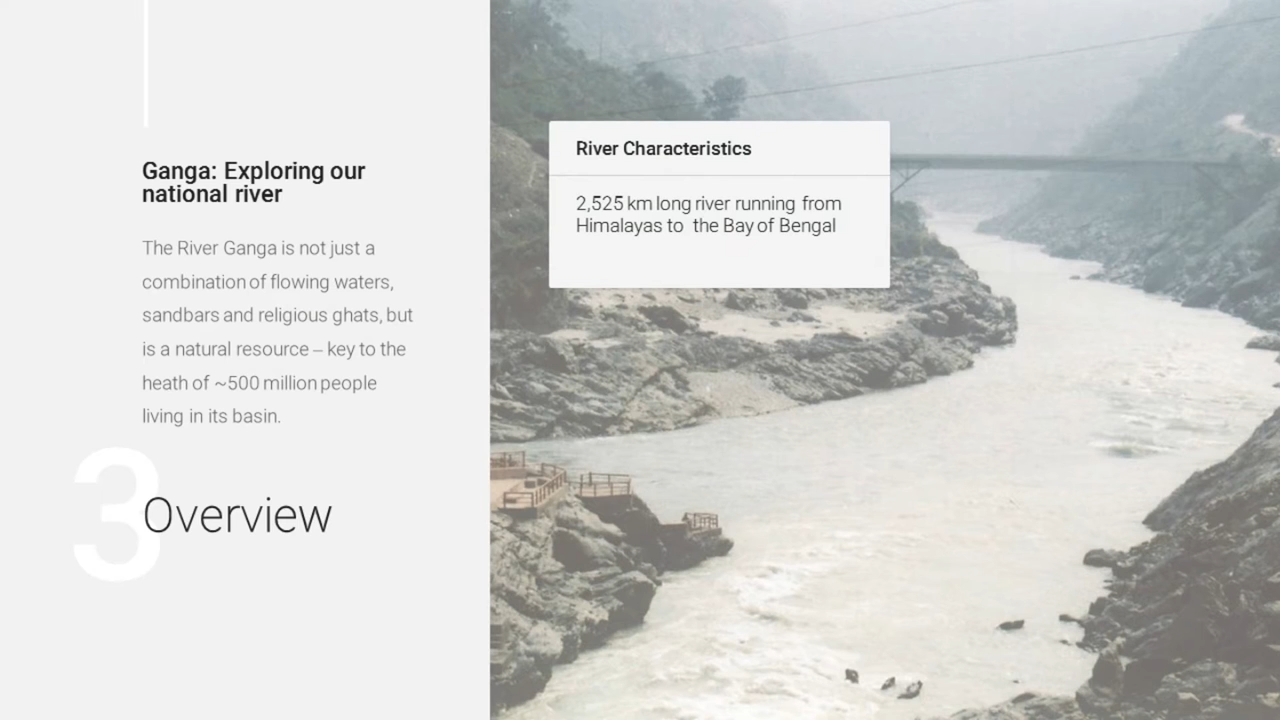 Ganga: Exploring our
national river
The River Ganga is not just a
combination of flowing waters,
sandbars and religious ghats, but
is a natural resource – key to the
heath of ~500 million people
living in its basin.
3
Overview
River Characteristics
2,525 km long river running from
Himalayas to the Bay of Bengal